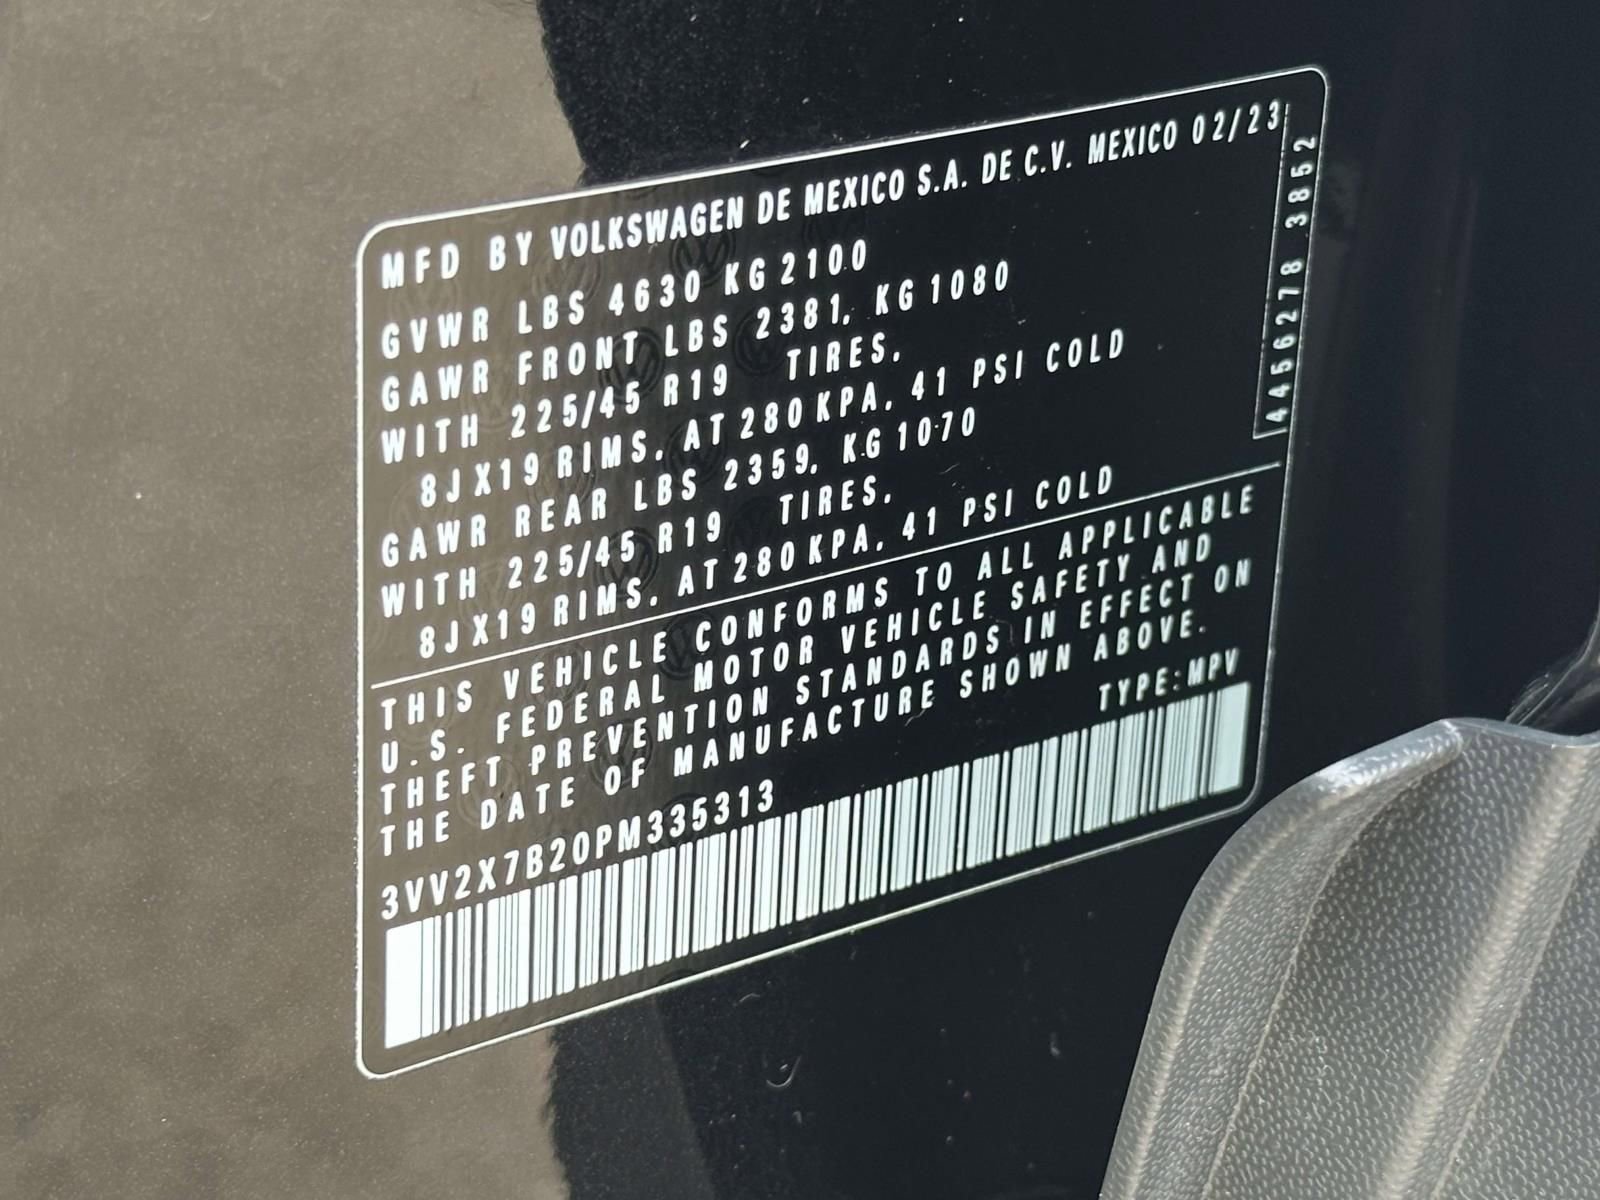 MFD BY VOLKSWAGEN DE MEXICO S.A. DE C.V. MEXICO 02/23
GVWR LBS 4630 KG 2100
GAWR FRONT LBS 2381, KG 1080
WITH 225/45 R19 TIRES,
8JX19 RIMS, AT 280 KPA, 41 PSI COLD
GAWR REAR LBS 2359, KG 1070
WITH 225/45 R19 TIRES,
8JX19 RIMS, AT 280 KPA, 41 PSI COLD
4456278 3852
THIS VEHICLE CONFORMS TO ALL APPLICABLE
U.S. FEDERAL MOTOR VEHICLE SAFETY AND
THEFT PREVENTION STANDARDS IN EFFECT ON
THE DATE OF MANUFACTURE SHOWN ABOVE.
TYPE: MPV
3VV2X7B20PM335313